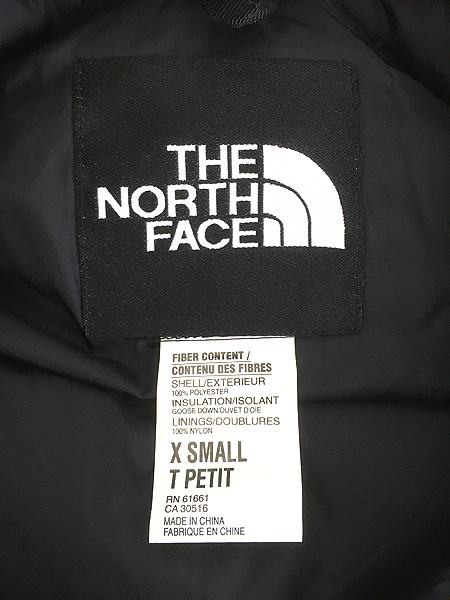 THE
NORTH
FACE
FIBER CONTENT /
CONTENU DES FIBRES
SHELL/EXTERIEUR
100% POLYESTER
INSULATION/ISOLANT
GOOSE DOWN/DUVET D'OIE
LININGS/DOUBLURES
100% NYLON
X SMALL
T PETIT
RN 61661
CA 30516
MADE IN CHINA
FABRIQUE EN CHINE